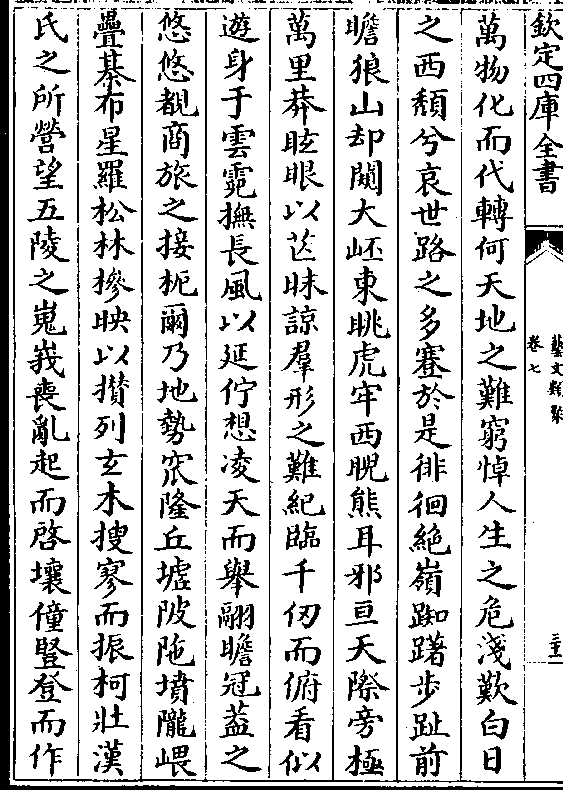 欽定四庫全書
藝文類聚
卷七
萬物化而代轉何天地之難窮悼人生之危淺歎白日
之西頹兮哀世路之多蹇於是徘徊絶嶺踟躇步趾前
瞻狼山却闚大岯東眺虎牢西睨熊耳邪亘天際旁極
萬里莽眩眼以芒昧諒羣形之難紀臨千仞而俯看似
遊身于雲霓撫長風以延佇想凌天而舉翮瞻冠葢之
悠悠覩商旅之接枙爾乃地勢窊隆丘墟陂陁墳隴嵔
疊棊布星羅松林摻映以攅列玄木搜寥而振柯壯漢
氏之所營望五陵之嵬峩喪亂起而啓壤僮豎登而作